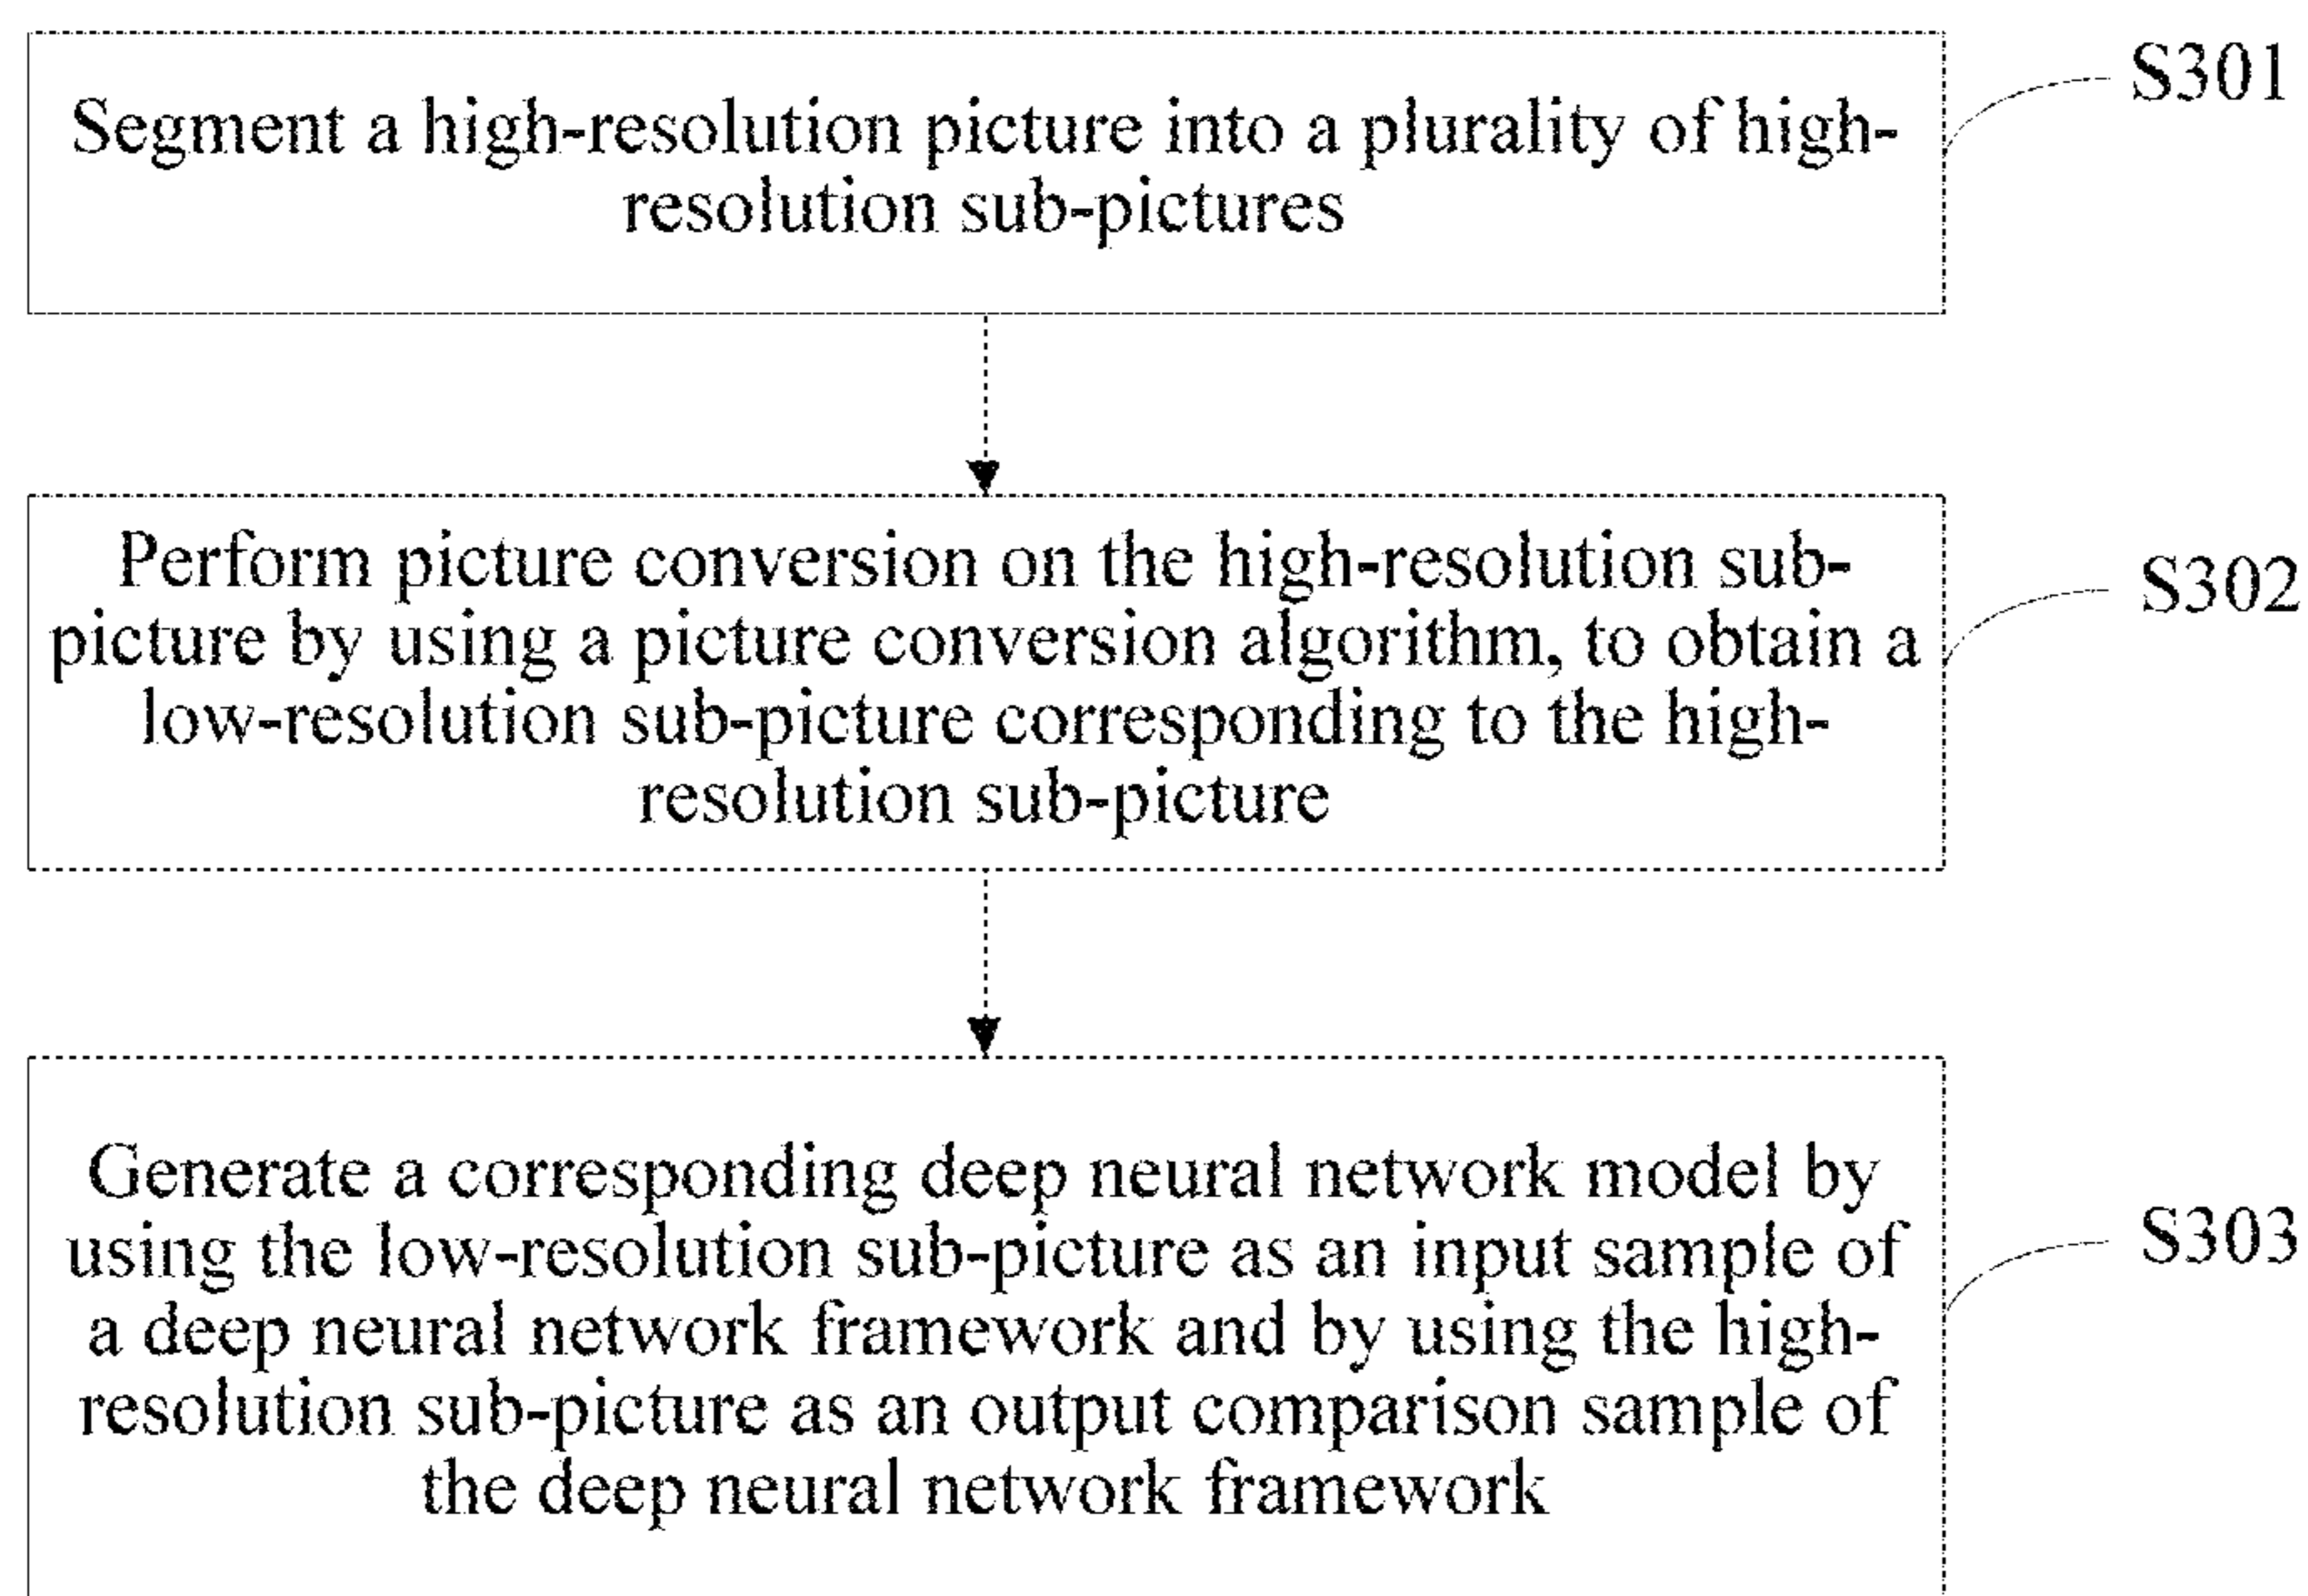 Segment a high-resolution picture into a plurality of high-
resolution sub-pictures
S301
Perform picture conversion on the high-resolution sub-
picture by using a picture conversion algorithm, to obtain a
low-resolution sub-picture corresponding to the high-
resolution sub-picture
S302
Generate a corresponding deep neural network model by
using the low-resolution sub-picture as an input sample of
a deep neural network framework and by using the high-
resolution sub-picture as an output comparison sample of
the deep neural network framework
S303